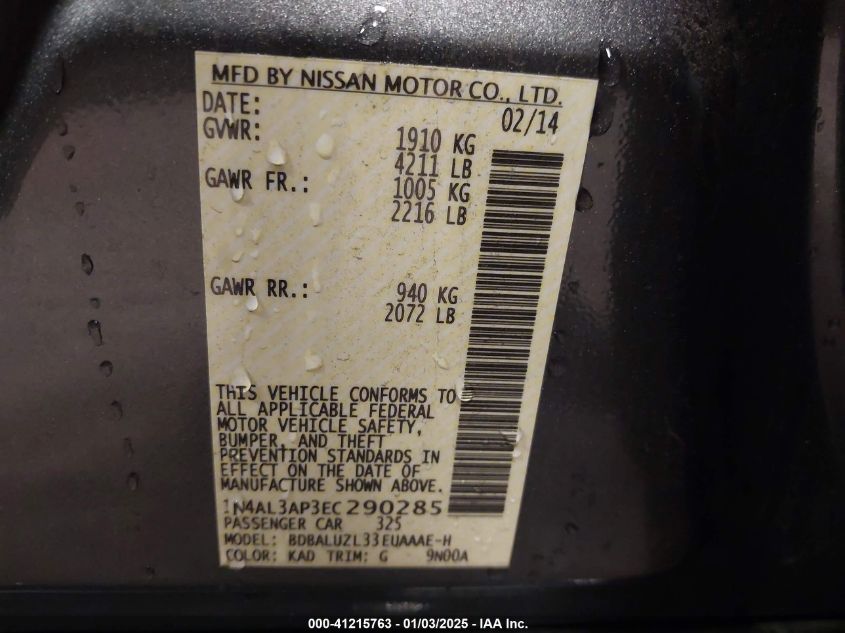 MFD BY NISSAN MOTOR CO., LTD.
DATE: 02/14
GVWR: 1910 KG
4211 LB
GAWR FR.: 1005 KG
2216 LB
GAWR RR.: 940 KG
2072 LB
THIS VEHICLE CONFORMS TO
ALL APPLICABLE FEDERAL
MOTOR VEHICLE SAFETY,
BUMPER, AND THEFT
PREVENTION STANDARDS IN
EFFECT ON THE DATE OF
MANUFACTURE SHOWN ABOVE.
1N4AL3AP3EC290285
PASSENGER CAR 325
MODEL: BDBALUZL33EUAAAE-H
COLOR: KAD TRIM: G 9N00A
000-41215763 - 01/03/2025 - IAA Inc.